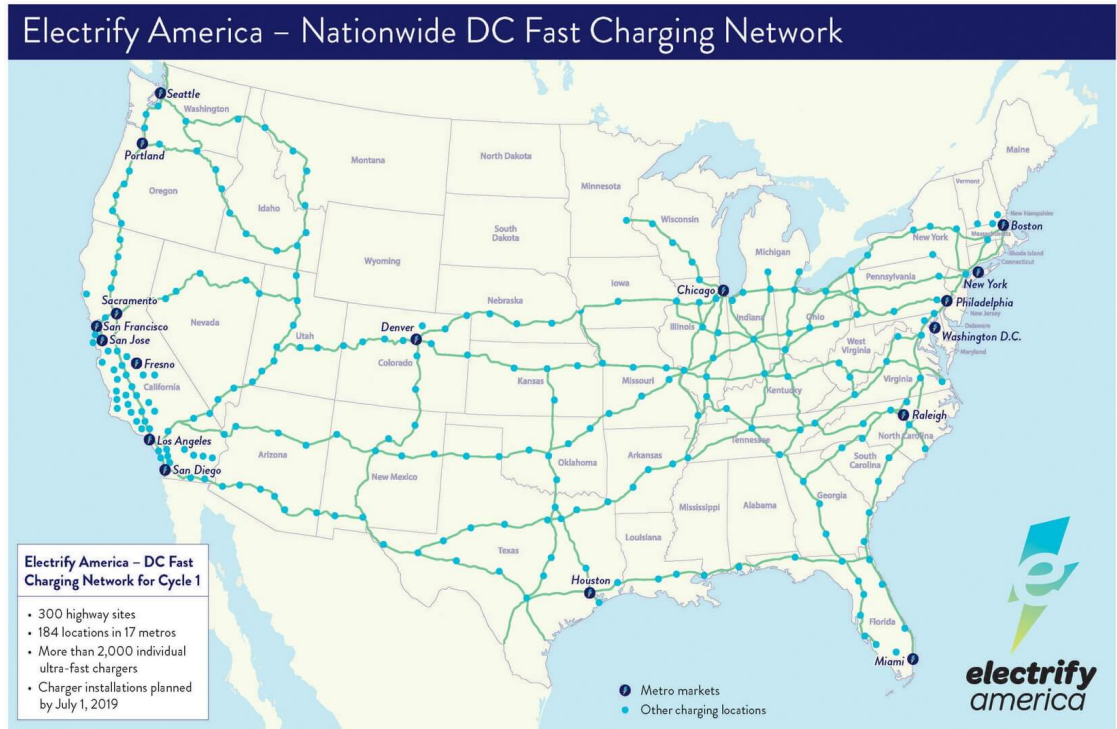 Electrify America – Nationwide DC Fast Charging Network
Seattle
Washington
Portland
Oregon
Idaho
Montana
North Dakota
Minnesota
South
Dakota
Wyoming
Wisconsin
Michigan
Maine
Vermont
New Hampshire
Boston
Massachusetts
Rhode Island
Connecticut
New York
New York
Pennsylvania
Philadelphia
New Jersey
Delaware
Washington D.C.
Maryland
Sacramento
San Francisco
San Jose
Fresno
California
Nevada
Utah
Denver
Colorado
Nebraska
Iowa
Chicago
Illinois
Indiana
Ohio
West
Virginia
Virginia
Kansas
Missouri
Kentucky
Raleigh
North Carolina
Los Angeles
San Diego
Arizona
New Mexico
Oklahoma
Arkansas
Tennessee
South
Carolina
Georgia
Mississippi
Alabama
Louisiana
Texas
Houston
Florida
Miami
Electrify America – DC Fast
Charging Network for Cycle 1
• 300 highway sites
• 184 locations in 17 metros
• More than 2,000 individual
ultra-fast chargers
• Charger installations planned
by July 1, 2019
Metro markets
Other charging locations
e
electrify
america